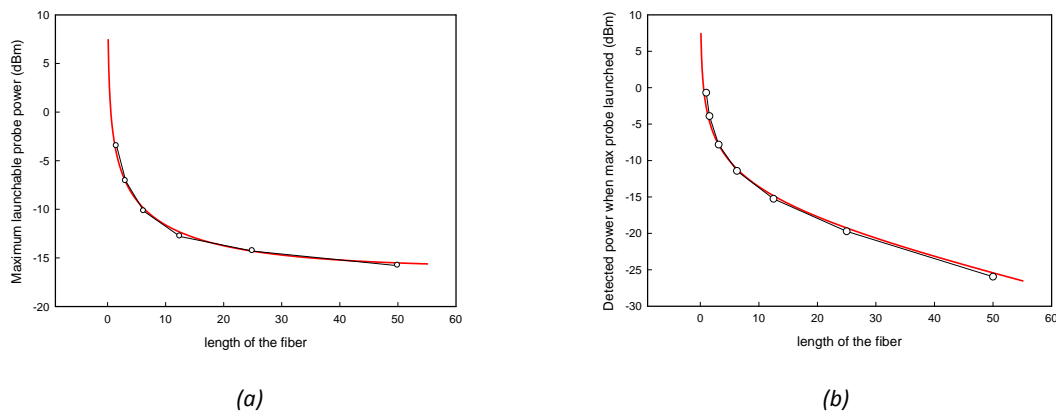 Maximum launchable probe power (dBm)
10
5
0
-5
-10
-15
-20
0 10 20 30 40 50 60
length of the fiber
(a)
Detected power when max probe launched (dBm)
10
5
0
-5
-10
-15
-20
-25
-30
0 10 20 30 40 50 60
length of the fiber
(b)